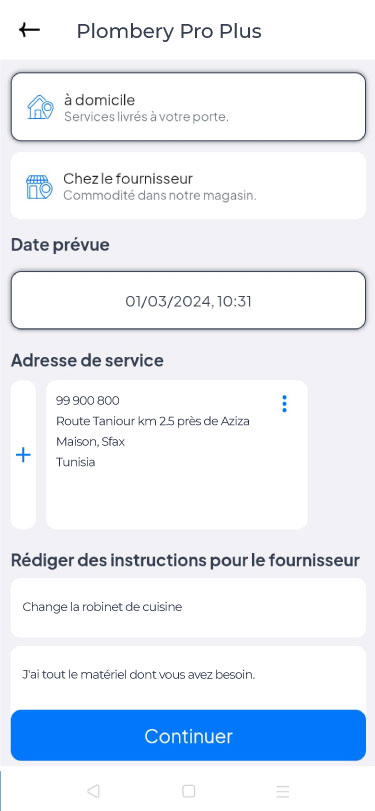 Plombery Pro Plus
à domicile
Services livrés à votre porte.
Chez le fournisseur
Commodité dans notre magasin.
Date prévue
01/03/2024, 10:31
Adresse de service
99 900 800
Route Taniour km 2.5 près de Aziza
Maison, Sfax
Tunisia
Rédiger des instructions pour le fournisseur
Change la robinet de cuisine
J'ai tout le matériel dont vous avez besoin.
Continuer